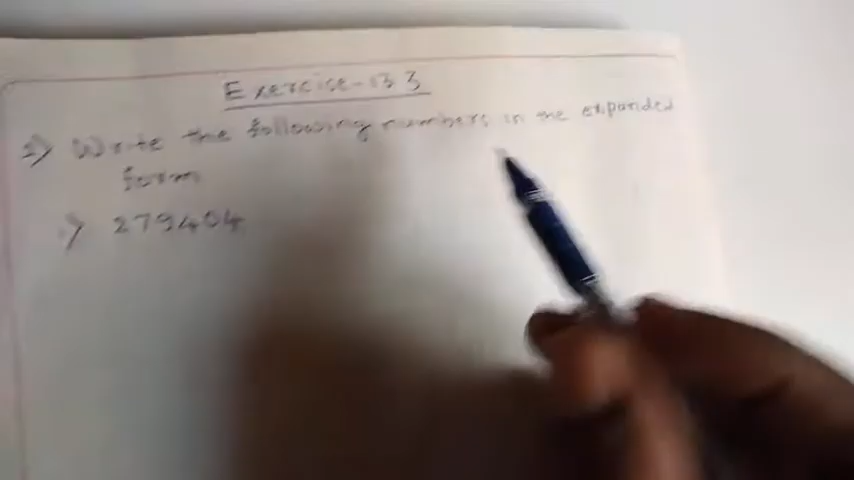 Exercise-13.3
1) Write the following numbers in the expanded
form
i) 279404